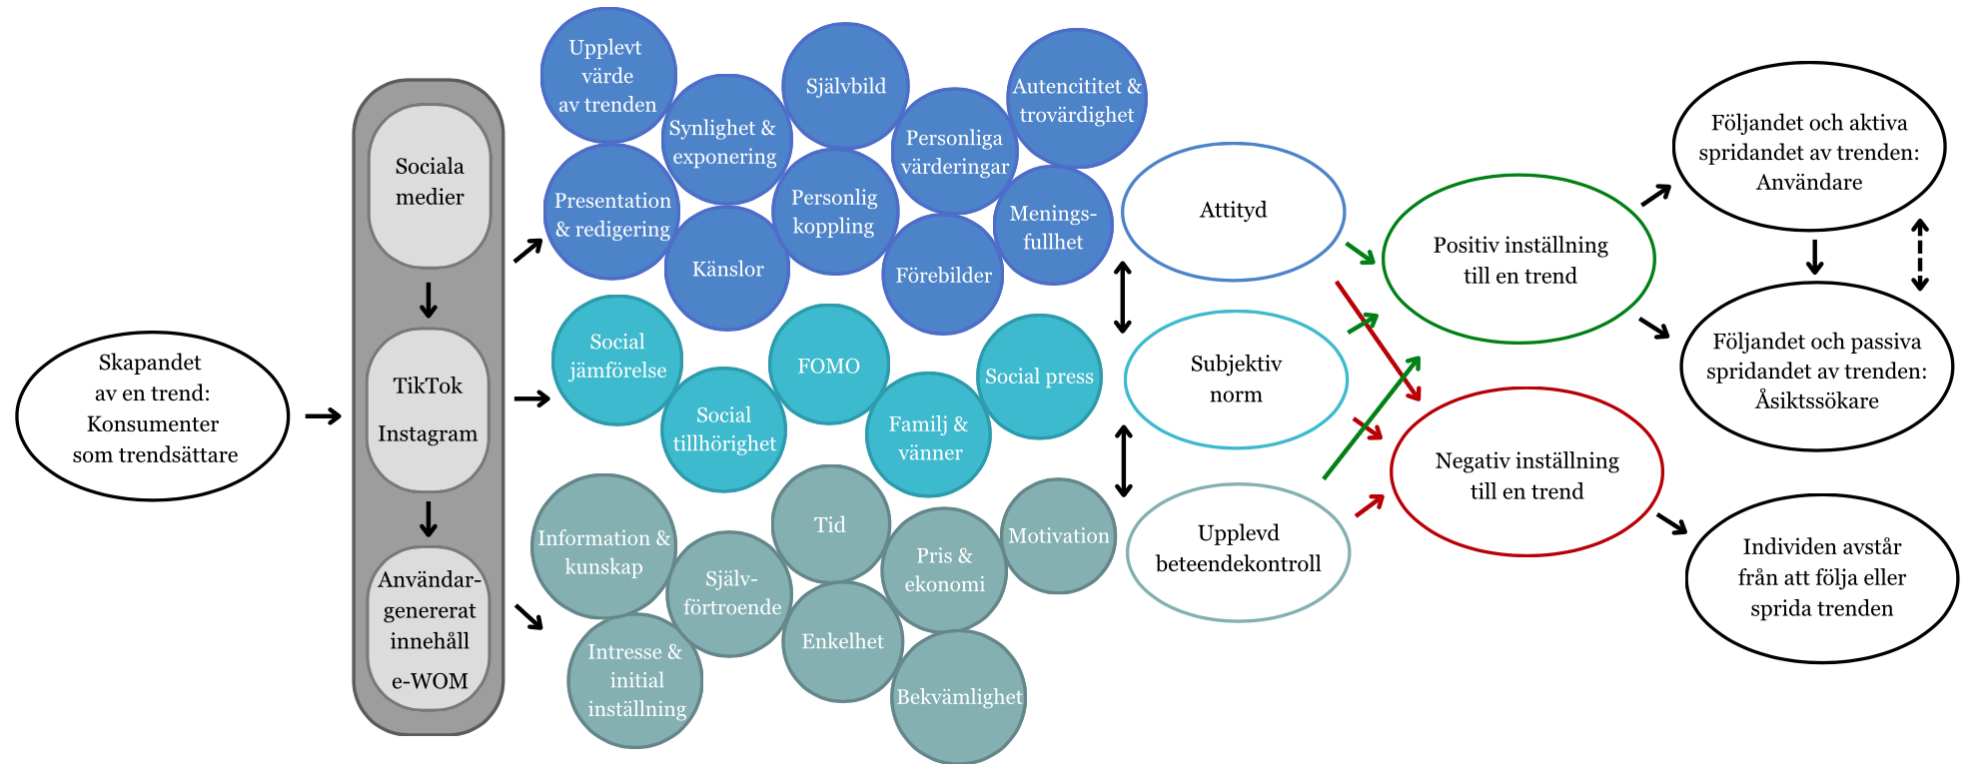 Skapandet
av en trend:
Konsumenter
som trendsättare
Sociala
medier
TikTok
Instagram
Användar-
genererat
innehåll
e-WOM
Upplevt
värde
av trenden
Synlighet &
exponering
Självbild
Personliga
värderingar
Autencititet &
trovärdighet
Presentation
& redigering
Känslor
Personlig
koppling
Förebilder
Menings-
fullhet
Social
jämförelse
Social
tillhörighet
FOMO
Familj &
vänner
Social press
Information &
kunskap
Själv-
förtroende
Tid
Pris &
ekonomi
Motivation
Intresse &
initial
inställning
Enkelhet
Bekvämlighet
Attityd
Subjektiv
norm
Upplevd
beteendekontroll
Positiv inställning
till en trend
Negativ inställning
till en trend
Följandet och aktiva
spridandet av trenden:
Användare
Följandet och passiva
spridandet av trenden:
Åsiktssökare
Individen avstår
från att följa eller
sprida trenden